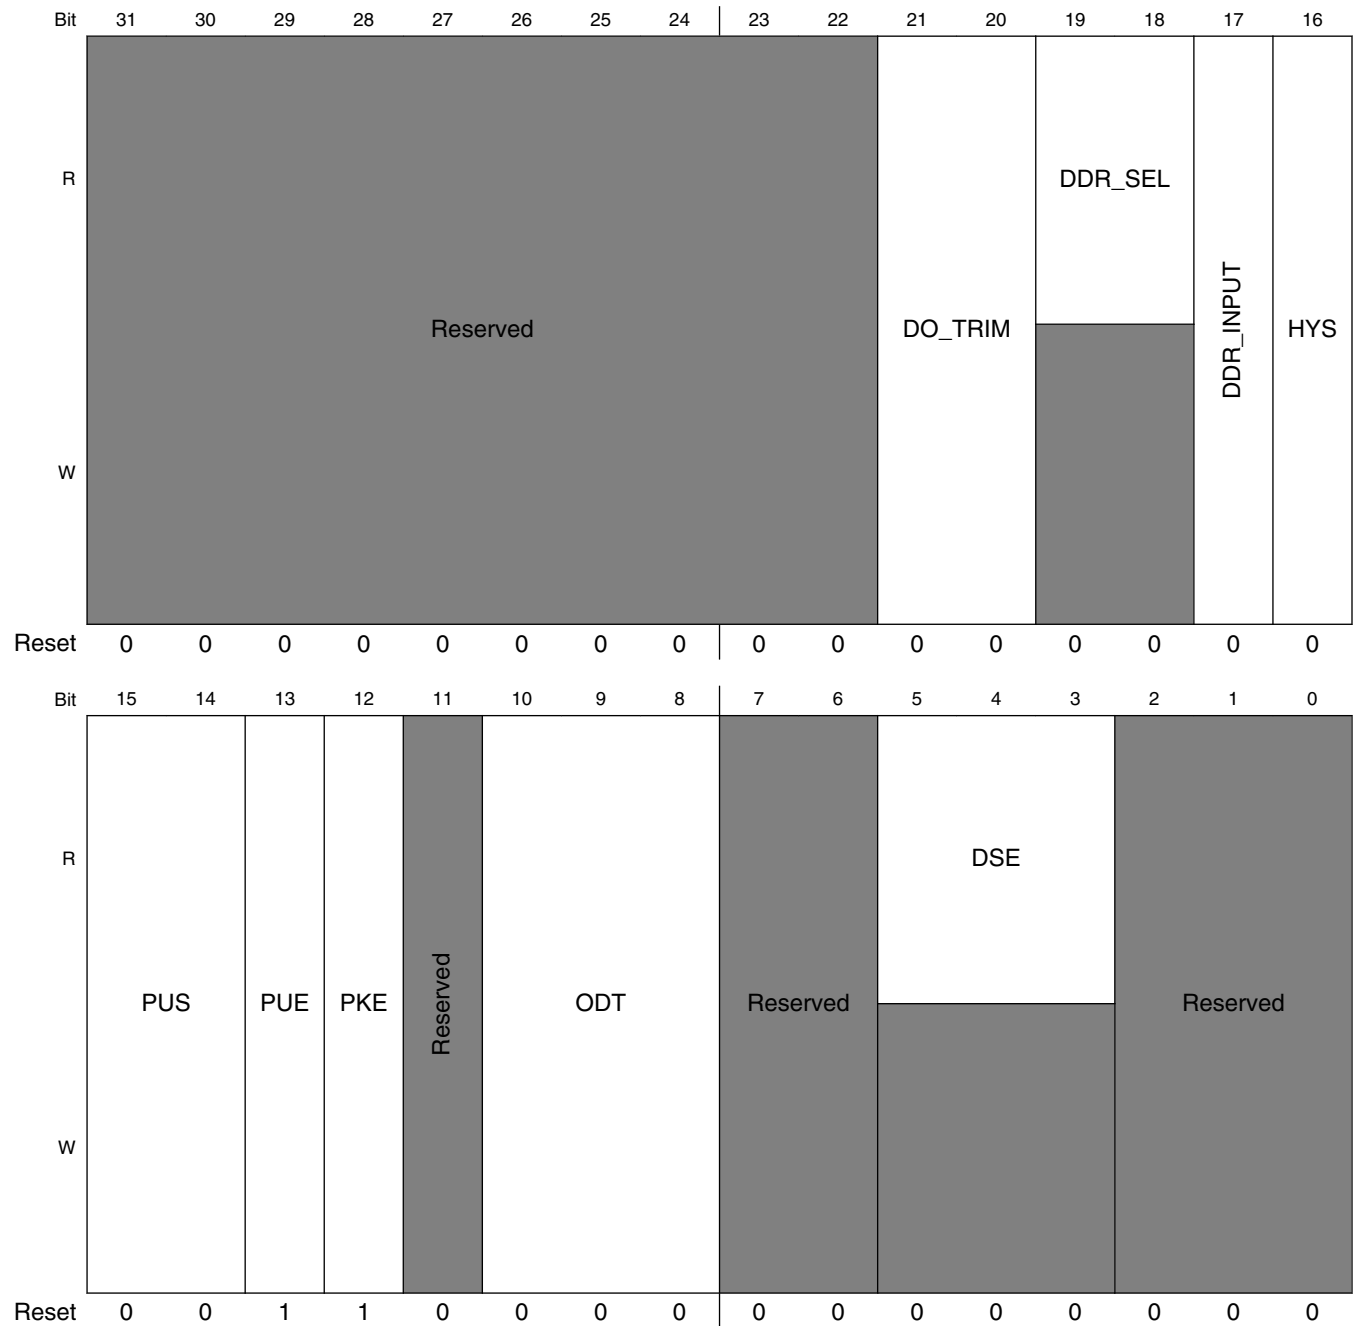 Bit 31 30 29 28 27 26 25 24 23 22 21 20 19 18 17 16
R
DDR_SEL
Reserved
DO_TRIM
DDR_INPUT
HYS
W
Reset 0 0 0 0 0 0 0 0 0 0 0 0 0 0 0 0
Bit 15 14 13 12 11 10 9 8 7 6 5 4 3 2 1 0
R
DSE
PUS
PUE
PKE
Reserved
ODT
Reserved
Reserved
W
Reset 0 0 1 1 0 0 0 0 0 0 0 0 0 0 0 0